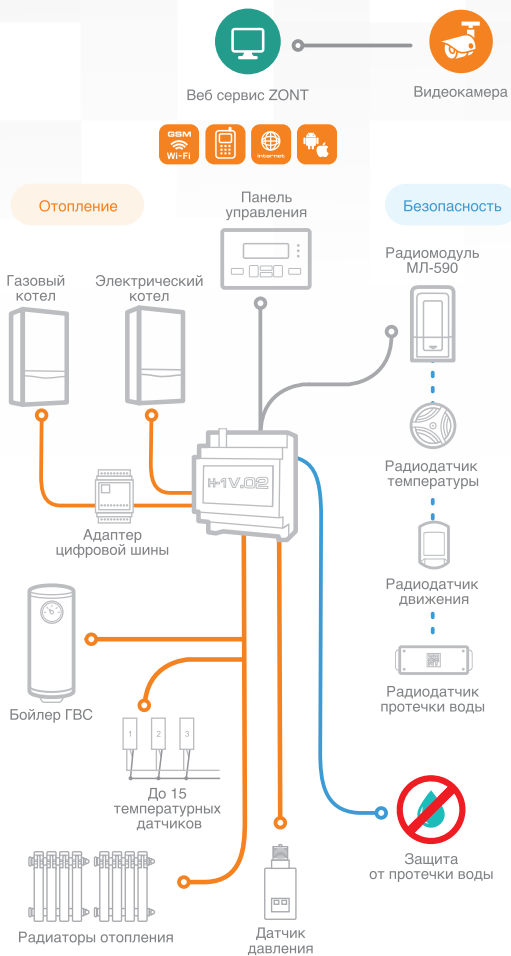 Веб сервис ZONT
Видеокамера
GSM
Wi-Fi
Internet
Отопление
Панель
управления
Безопасность
Радиомодуль
МЛ-590
Газовый
котел
Электрический
котел
H-1V.02
Адаптер
цифровой шины
Радиодатчик
температуры
Радиодатчик
движения
Бойлер ГВС
Радиодатчик
протечки воды
1 2 3
До 15
температурных
датчиков
Защита
от протечки воды
Радиаторы отопления
Датчик
давления